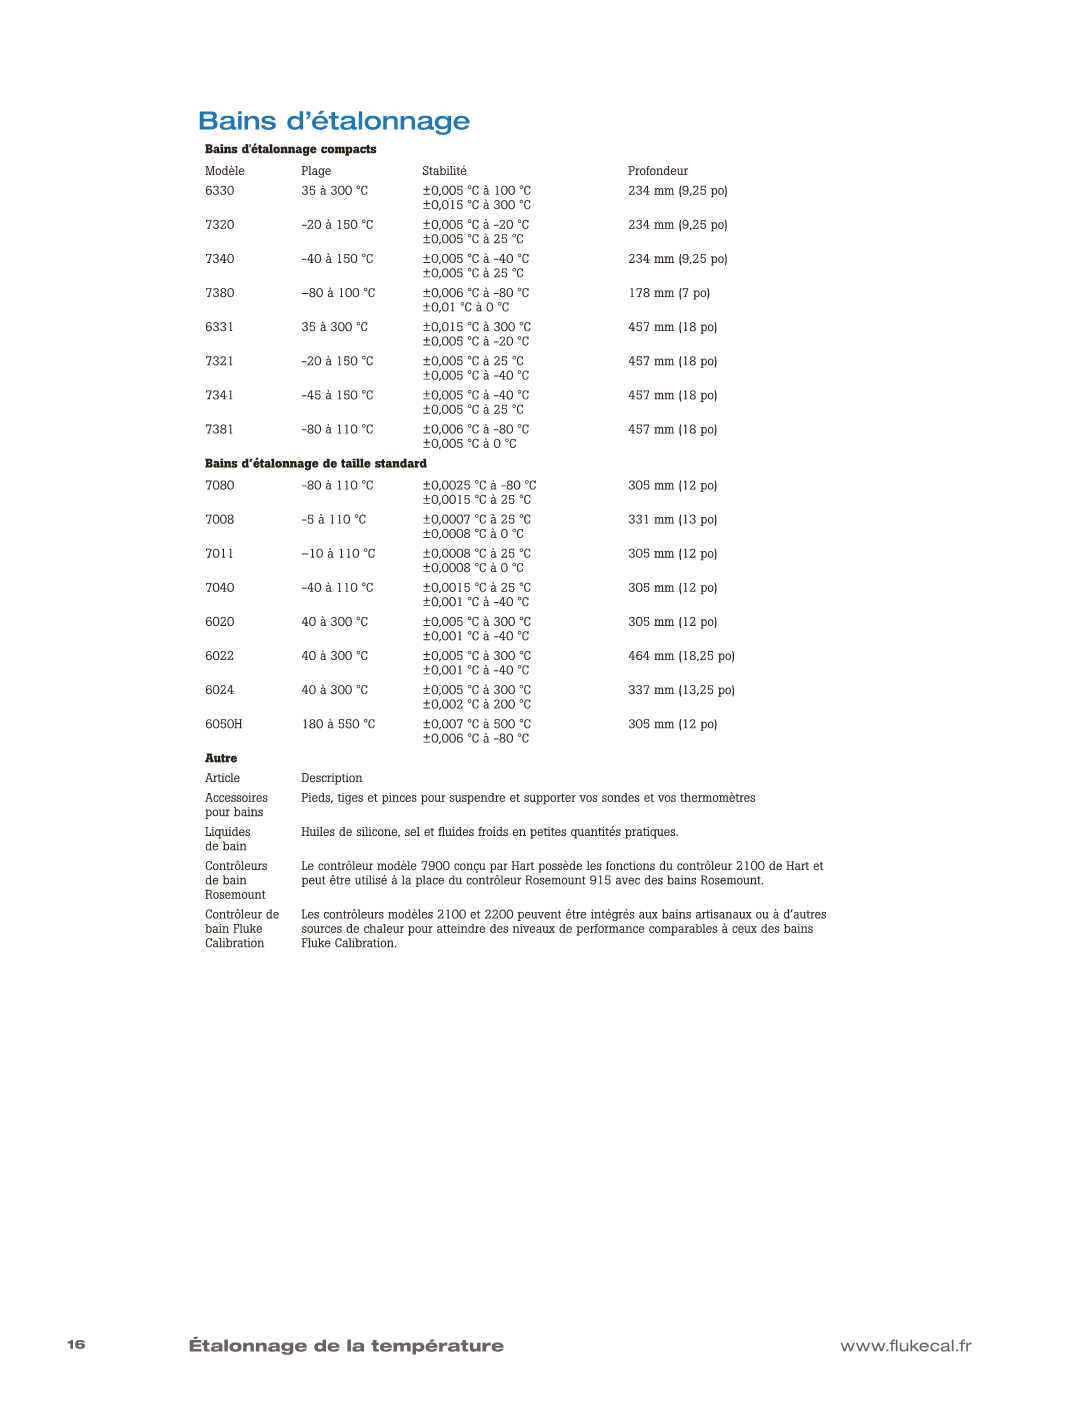 Bains d’étalonnage
Bains d'étalonnage compacts
Modèle Plage Stabilité Profondeur
6330 35 à 300 °C ±0,005 °C à 100 °C 234 mm (9,25 po)
±0,015 °C à 300 °C
7320 -20 à 150 °C ±0,005 °C à -20 °C 234 mm (9,25 po)
±0,005 °C à 25 °C
7340 -40 à 150 °C ±0,005 °C à -40 °C 234 mm (9,25 po)
±0,005 °C à 25 °C
7380 –80 à 100 °C ±0,006 °C à -80 °C 178 mm (7 po)
±0,01 °C à 0 °C
6331 35 à 300 °C ±0,015 °C à 300 °C 457 mm (18 po)
±0,005 °C à -20 °C
7321 -20 à 150 °C ±0,005 °C à 25 °C 457 mm (18 po)
±0,005 °C à -40 °C
7341 -45 à 150 °C ±0,005 °C à -40 °C 457 mm (18 po)
±0,005 °C à 25 °C
7381 -80 à 110 °C ±0,006 °C à -80 °C 457 mm (18 po)
±0,005 °C à 0 °C
Bains d’étalonnage de taille standard
7080 -80 à 110 °C ±0,0025 °C à -80 °C 305 mm (12 po)
±0,0015 °C à 25 °C
7008 -5 à 110 °C ±0,0007 °C à 25 °C 331 mm (13 po)
±0,0008 °C à 0 °C
7011 –10 à 110 °C ±0,0008 °C à 25 °C 305 mm (12 po)
±0,0008 °C à 0 °C
7040 -40 à 110 °C ±0,0015 °C à 25 °C 305 mm (12 po)
±0,001 °C à -40 °C
6020 40 à 300 °C ±0,005 °C à 300 °C 305 mm (12 po)
±0,001 °C à -40 °C
6022 40 à 300 °C ±0,005 °C à 300 °C 464 mm (18,25 po)
±0,001 °C à -40 °C
6024 40 à 300 °C ±0,005 °C à 300 °C 337 mm (13,25 po)
±0,002 °C à 200 °C
6050H 180 à 550 °C ±0,007 °C à 500 °C 305 mm (12 po)
±0,006 °C à -80 °C
Autre
Article Description
Accessoires Pieds, tiges et pinces pour suspendre et supporter vos sondes et vos thermomètres
pour bains
Liquides Huiles de silicone, sel et fluides froids en petites quantités pratiques.
de bain
Contrôleurs Le contrôleur modèle 7900 conçu par Hart possède les fonctions du contrôleur 2100 de Hart et
de bain peut être utilisé à la place du contrôleur Rosemount 915 avec des bains Rosemount.
Rosemount
Contrôleur de Les contrôleurs modèles 2100 et 2200 peuvent être intégrés aux bains artisanaux ou à d’autres
bain Fluke sources de chaleur pour atteindre des niveaux de performance comparables à ceux des bains
Calibration Fluke Calibration.
16 Étalonnage de la température www.flukecal.fr